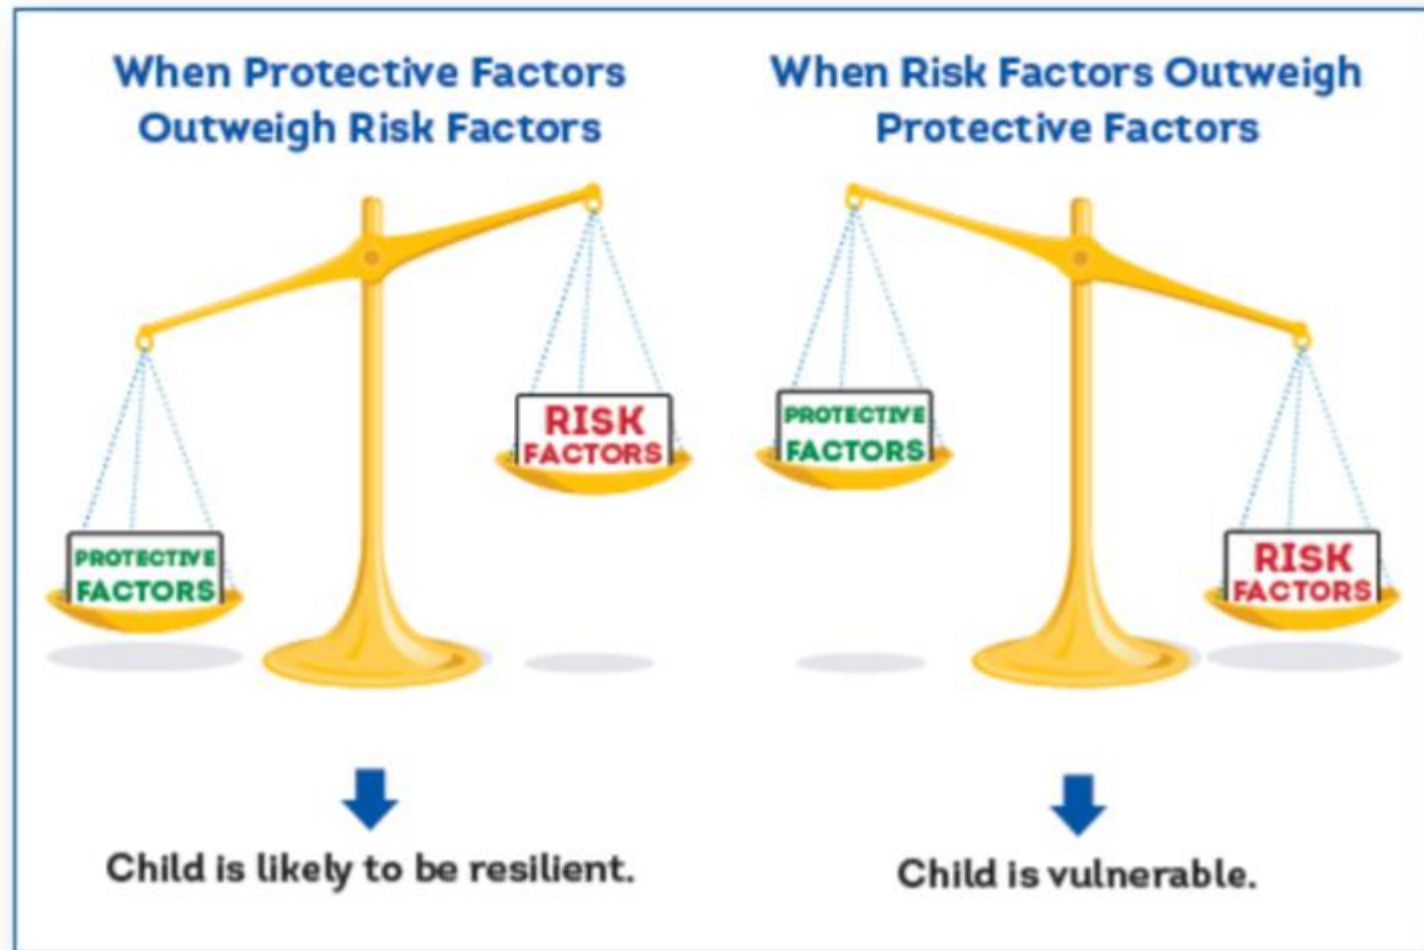 When Protective Factors
Outweigh Risk Factors
RISK
FACTORS
PROTECTIVE
FACTORS
Child is likely to be resilient.
When Risk Factors Outweigh
Protective Factors
PROTECTIVE
FACTORS
RISK
FACTORS
Child is vulnerable.